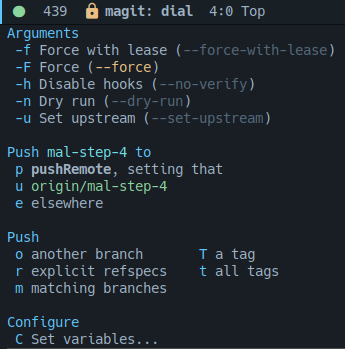 439 magit: dial 4:0 Top
Arguments
-f Force with lease (--force-with-lease)
-F Force (--force)
-h Disable hooks (--no-verify)
-n Dry run (--dry-run)
-u Set upstream (--set-upstream)
Push mal-step-4 to
p pushRemote, setting that
u origin/mal-step-4
e elsewhere
Push
o another branch T a tag
r explicit refspecs t all tags
m matching branches
Configure
C Set variables...